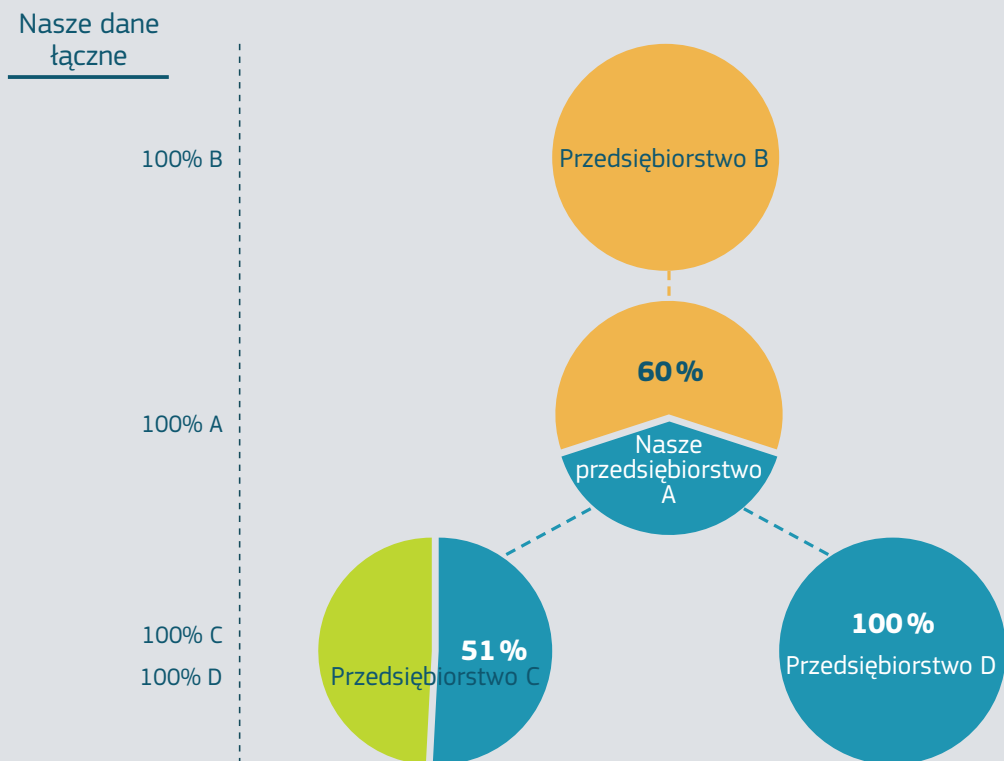 Nasze dane
łączne
100% B
Przedsiębiorstwo B
60%
100% A
Nasze
przedsiębiorstwo
A
100% C
100% D
51%
Przedsiębiorstwo C
100%
Przedsiębiorstwo D